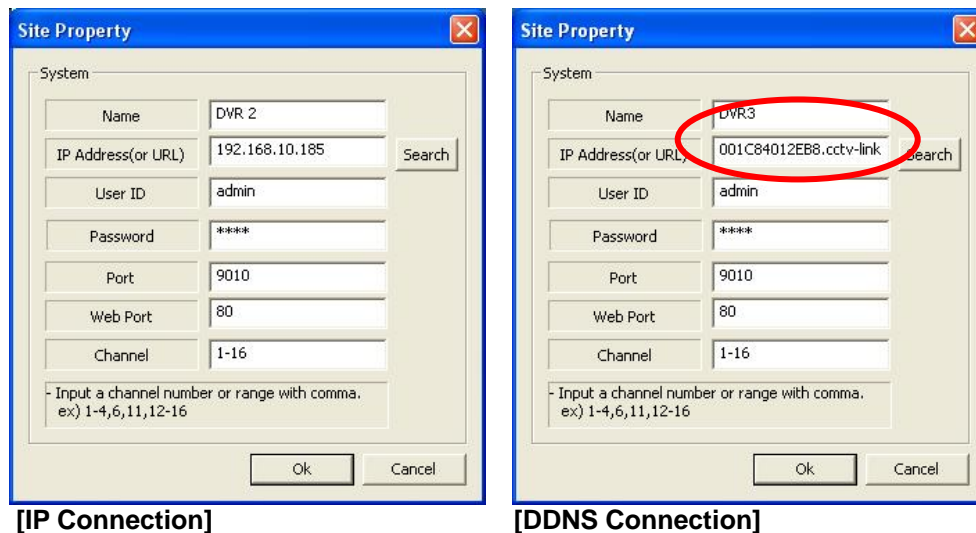 Site Property
System
Name DVR 2
IP Address(or URL) 192.168.10.185 Search
User ID admin
Password ****
Port 9010
Web Port 80
Channel 1-16
- Input a channel number or range with comma.
ex) 1-4,6,11,12-16
Ok Cancel
[IP Connection]
Site Property
System
Name DVR3
IP Address(or URL) 001C84012EB8.cctv-link Search
User ID admin
Password ****
Port 9010
Web Port 80
Channel 1-16
- Input a channel number or range with comma.
ex) 1-4,6,11,12-16
Ok Cancel
[DDNS Connection]